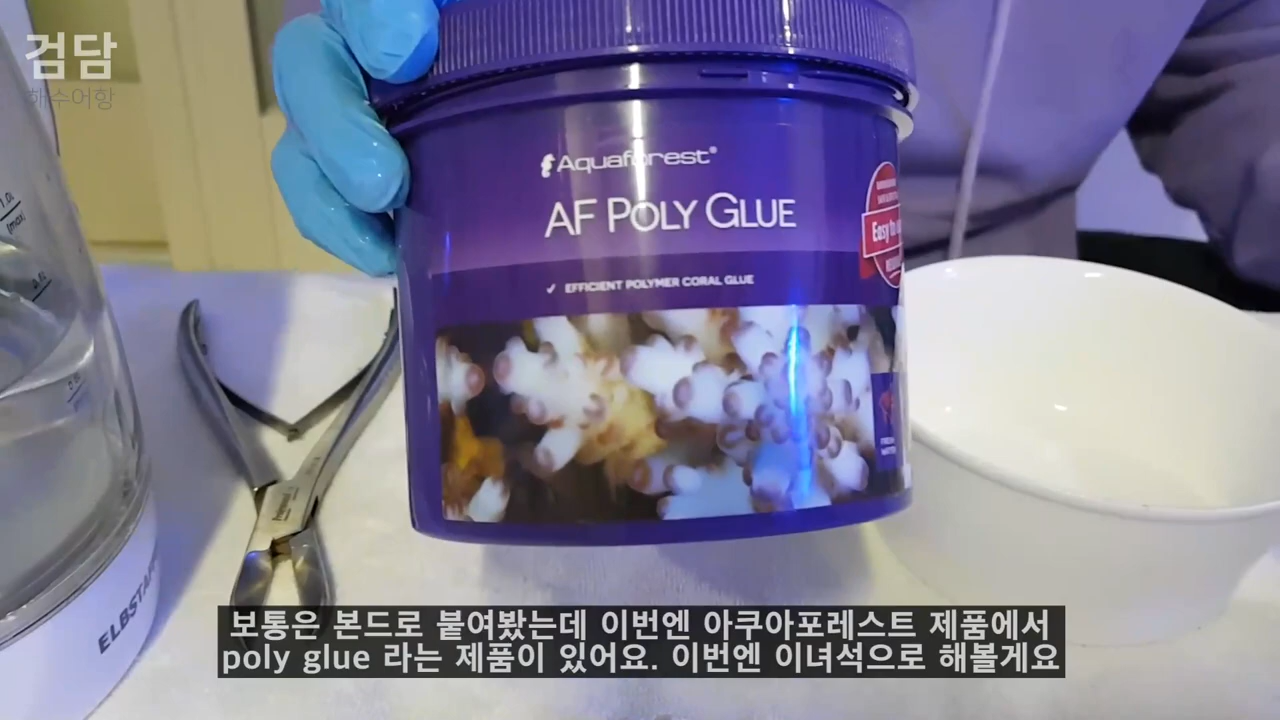 검담
해수어항
Aquaforest®
AF POLY GLUE
✓ EFFICIENT POLYMER CORAL GLUE
Easy to
1.0L
(max)
보통은 본드로 붙여봤는데 이번엔 아쿠아포레스트 제품에서
poly glue 라는 제품이 있어요. 이번엔 이녀석으로 해볼게요